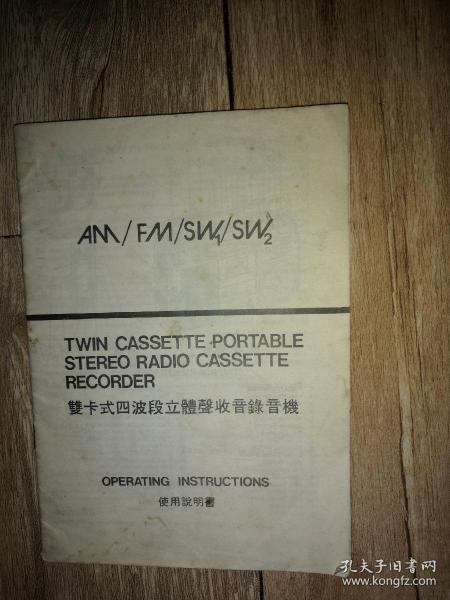 AM/FM/SW1/SW2
TWIN CASSETTE PORTABLE
STEREO RADIO CASSETTE
RECORDER
雙卡式四波段立體聲收音錄音機
OPERATING INSTRUCTIONS
使用說明書
孔夫子旧书网
www.kongfz.com